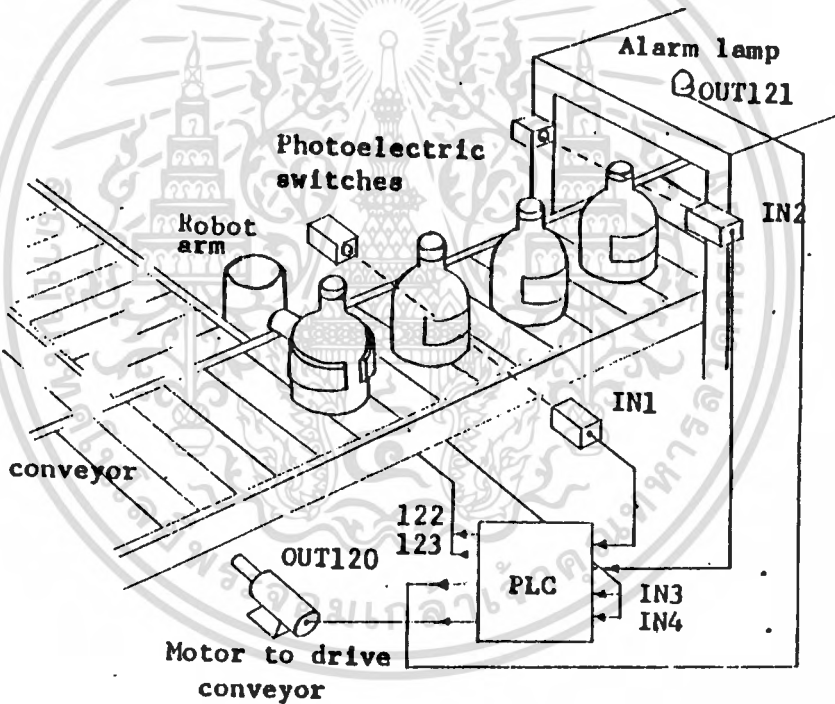 Alarm lamp
OUT121
Photoelectric
switches
IN2
Robot
arm
IN1
conveyor
122
123
OUT120
PLC
IN3
IN4
Motor to drive
conveyor